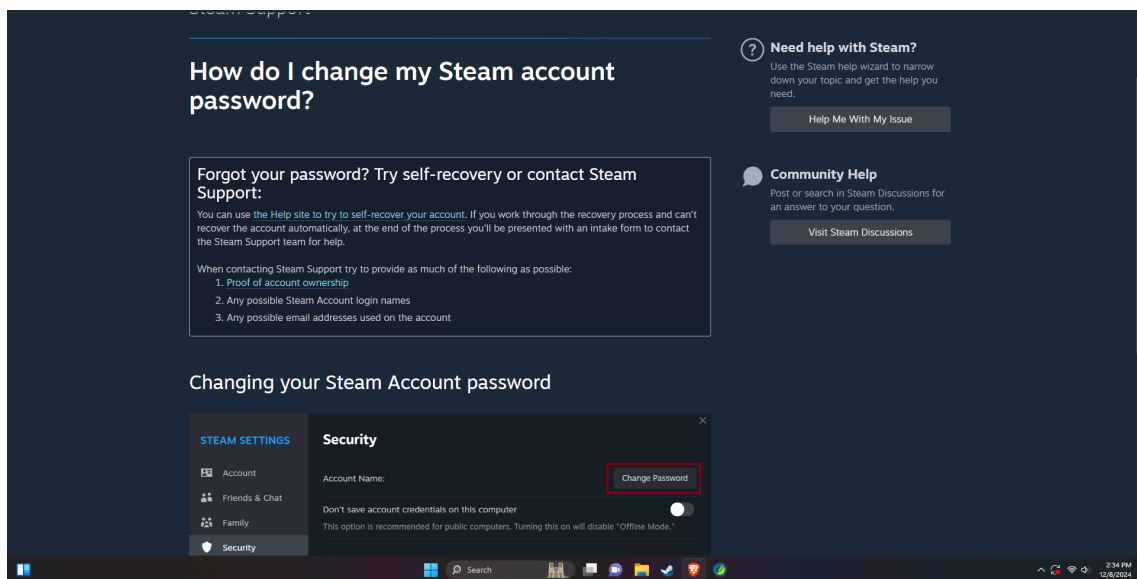 Steam Support
How do I change my Steam account
password?
Forgot your password? Try self-recovery or contact Steam
Support:
You can use the Help site to try to self-recover your account. If you work through the recovery process and can't
recover the account automatically, at the end of the process you'll be presented with an intake form to contact
the Steam Support team for help.
When contacting Steam Support try to provide as much of the following as possible:
1. Proof of account ownership
2. Any possible Steam Account login names
3. Any possible email addresses used on the account
Changing your Steam Account password
STEAM SETTINGS
Account
Friends & Chat
Family
Security
Security
Account Name:
Change Password
Don't save account credentials on this computer
This option is recommended for public computers. Turning this on will disable "Offline Mode."
? Need help with Steam?
Use the Steam help wizard to narrow
down your topic and get the help you
need.
Help Me With My Issue
Community Help
Post or search in Steam Discussions for
an answer to your question.
Visit Steam Discussions
Search
2:34 PM
12/8/2024